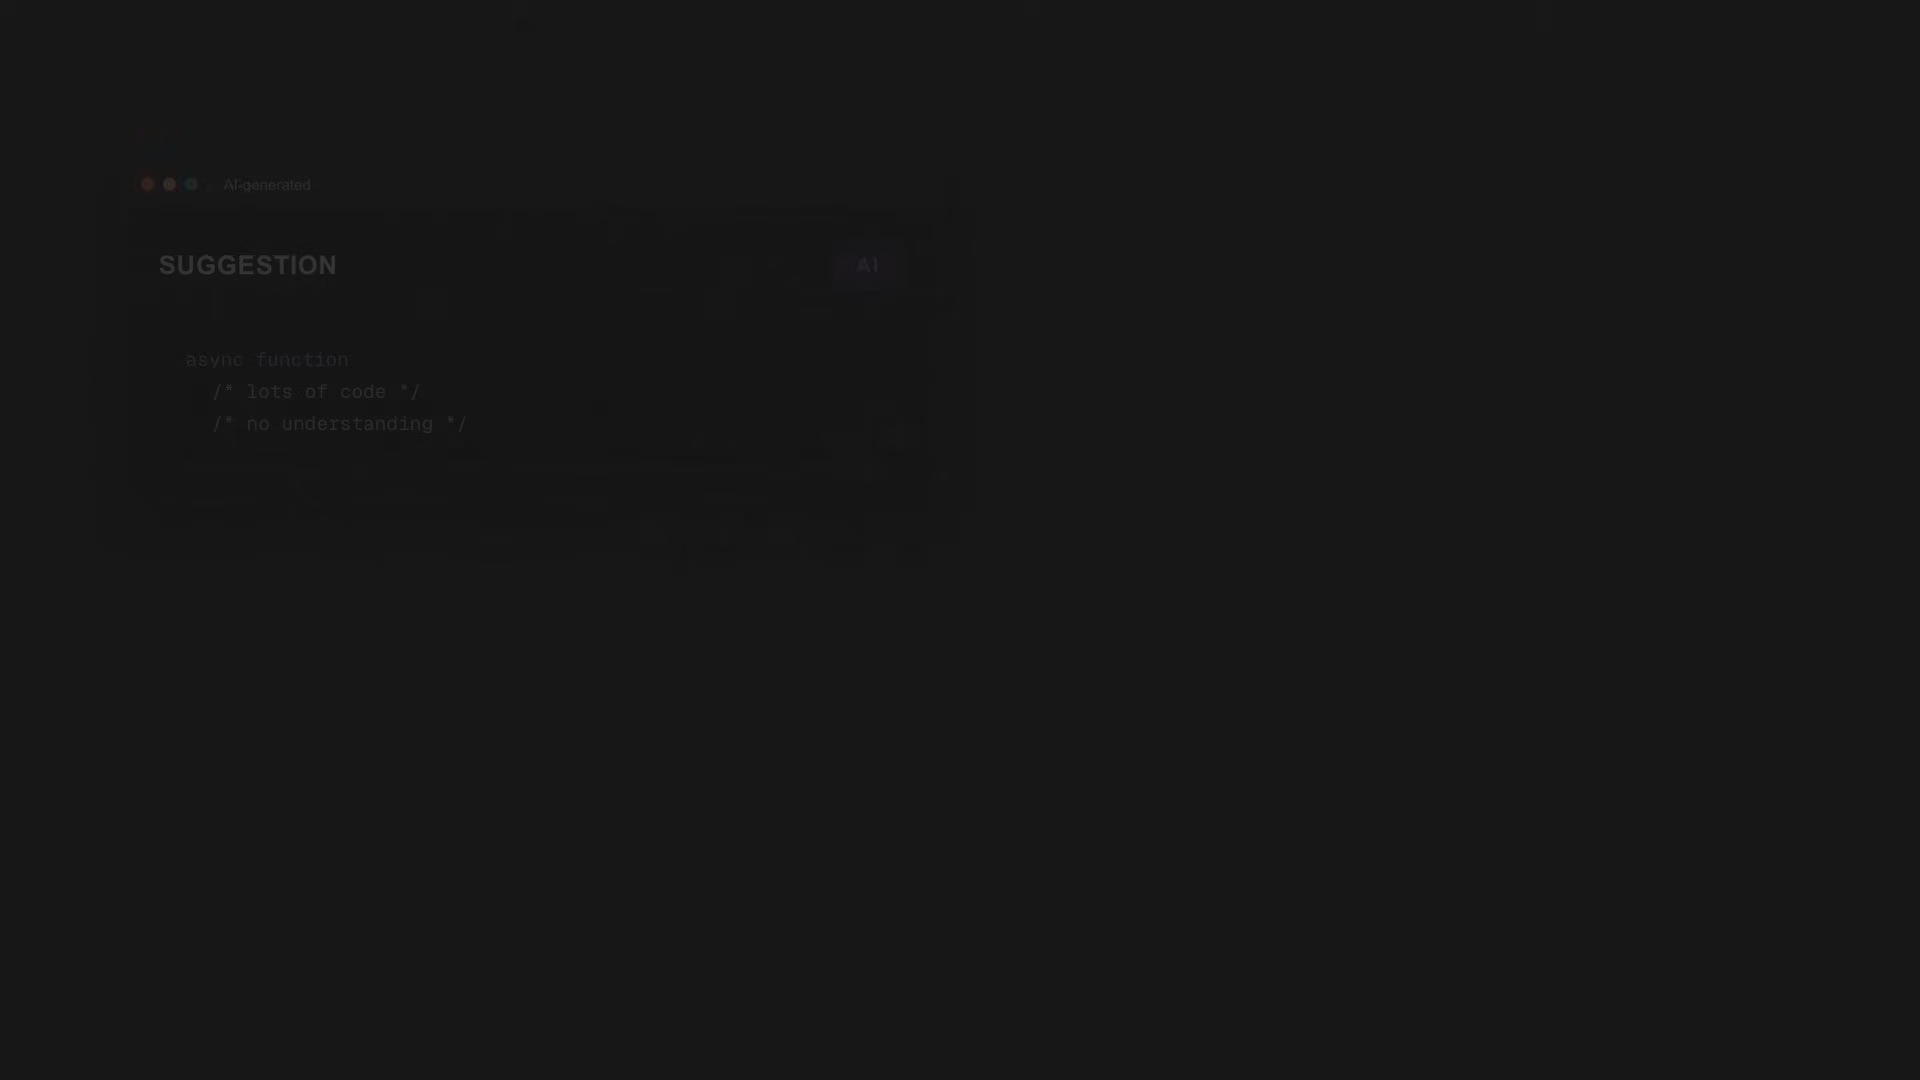 AI-generated
SUGGESTION
AI
async function
/* lots of code */
/* no understanding */